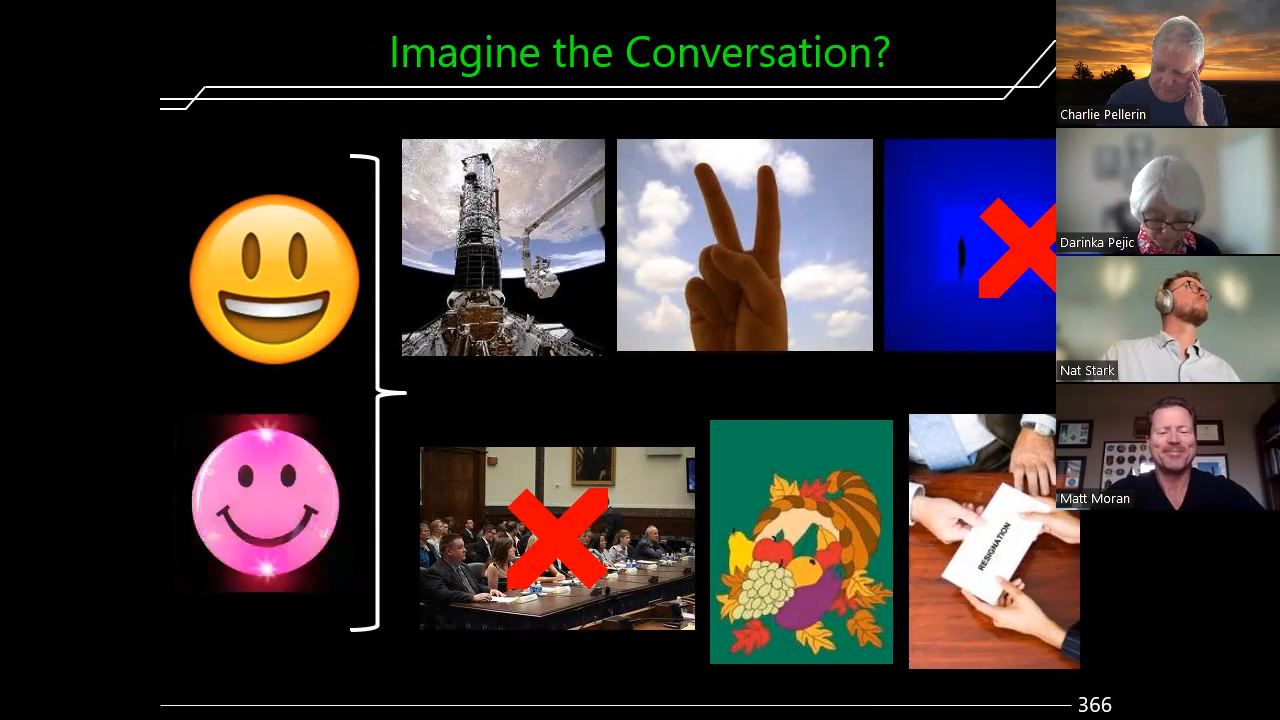 Imagine the Conversation?
Charlie Pellerin
Darinka Pejic
Nat Stark
Matt Moran
RESIGNATION
366